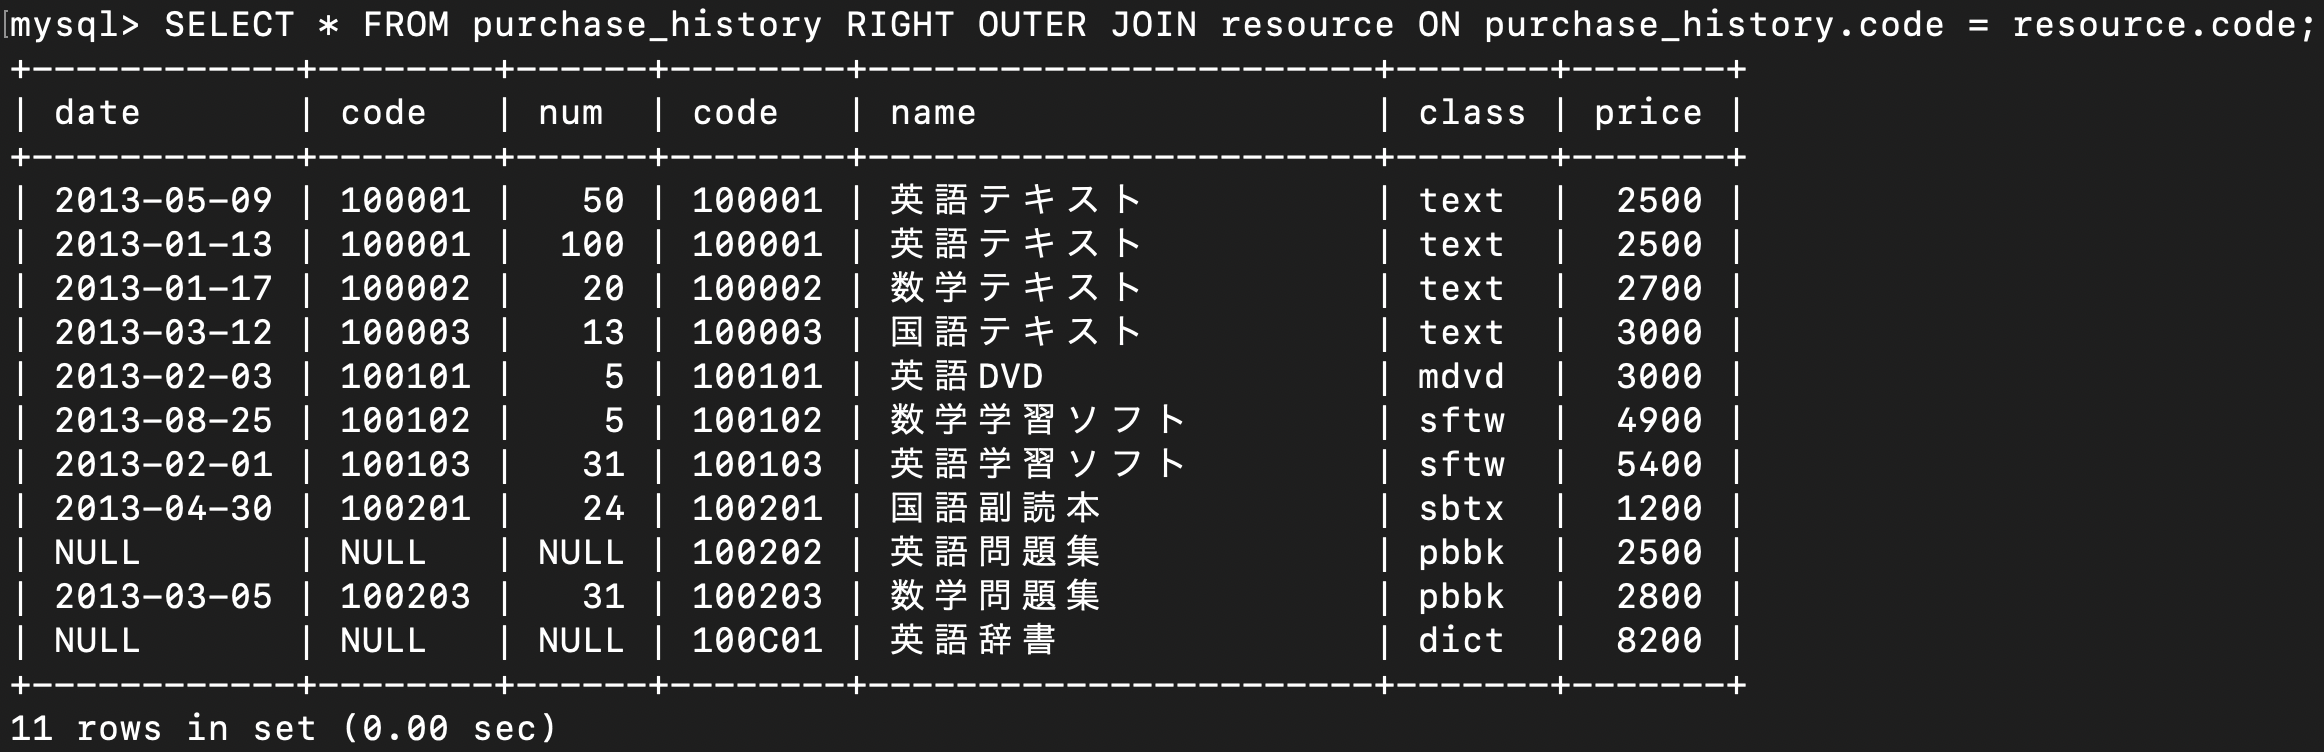 mysql> SELECT * FROM purchase_history RIGHT OUTER JOIN resource ON purchase_history.code = resource.code;
+------------+--------+------+--------+-----------------------+-------+-------+
| date       | code   | num  | code   | name                  | class | price |
+------------+--------+------+--------+-----------------------+-------+-------+
| 2013-05-09 | 100001 |   50 | 100001 | 英語テキスト          | text  |  2500 |
| 2013-01-13 | 100001 |  100 | 100001 | 英語テキスト          | text  |  2500 |
| 2013-01-17 | 100002 |   20 | 100002 | 数学テキスト          | text  |  2700 |
| 2013-03-12 | 100003 |   13 | 100003 | 国語テキスト          | text  |  3000 |
| 2013-02-03 | 100101 |    5 | 100101 | 英語DVD               | mdvd  |  3000 |
| 2013-08-25 | 100102 |    5 | 100102 | 数学学習ソフト        | sftw  |  4900 |
| 2013-02-01 | 100103 |   31 | 100103 | 英語学習ソフト        | sftw  |  5400 |
| 2013-04-30 | 100201 |   24 | 100201 | 国語副読本            | sbtx  |  1200 |
| NULL       | NULL   | NULL | 100202 | 英語問題集            | pbbk  |  2500 |
| 2013-03-05 | 100203 |   31 | 100203 | 数学問題集            | pbbk  |  2800 |
| NULL       | NULL   | NULL | 100C01 | 英語辞書              | dict  |  8200 |
+------------+--------+------+--------+-----------------------+-------+-------+
11 rows in set (0.00 sec)